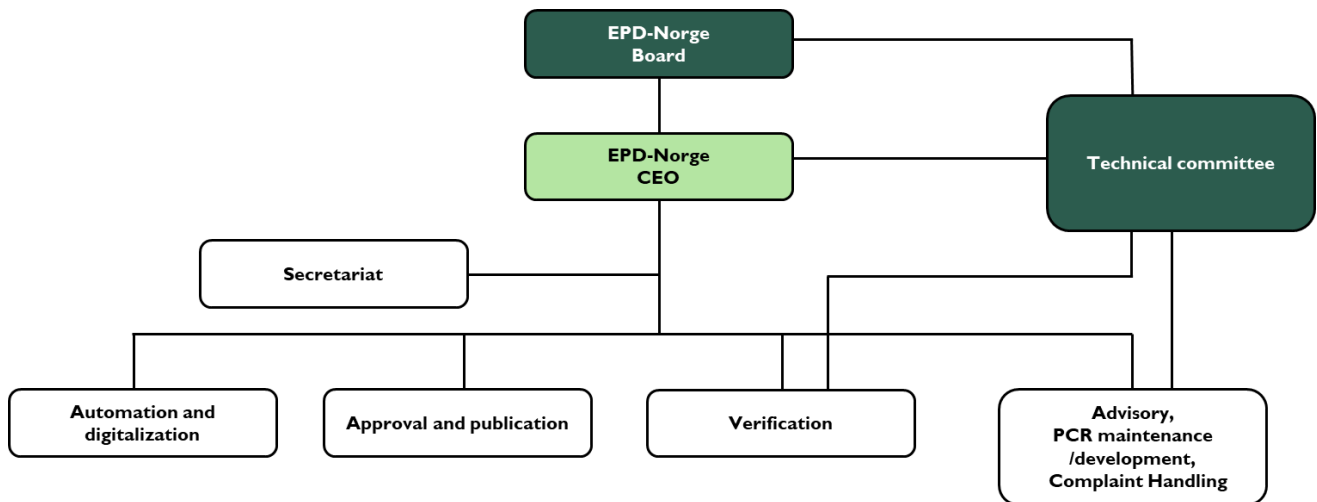 EPD-Norge
Board
Technical committee
EPD-Norge
CEO
Secretariat
Automation and
digitalization
Approval and publication
Verification
Advisory,
PCR maintenance
/development,
Complaint Handling